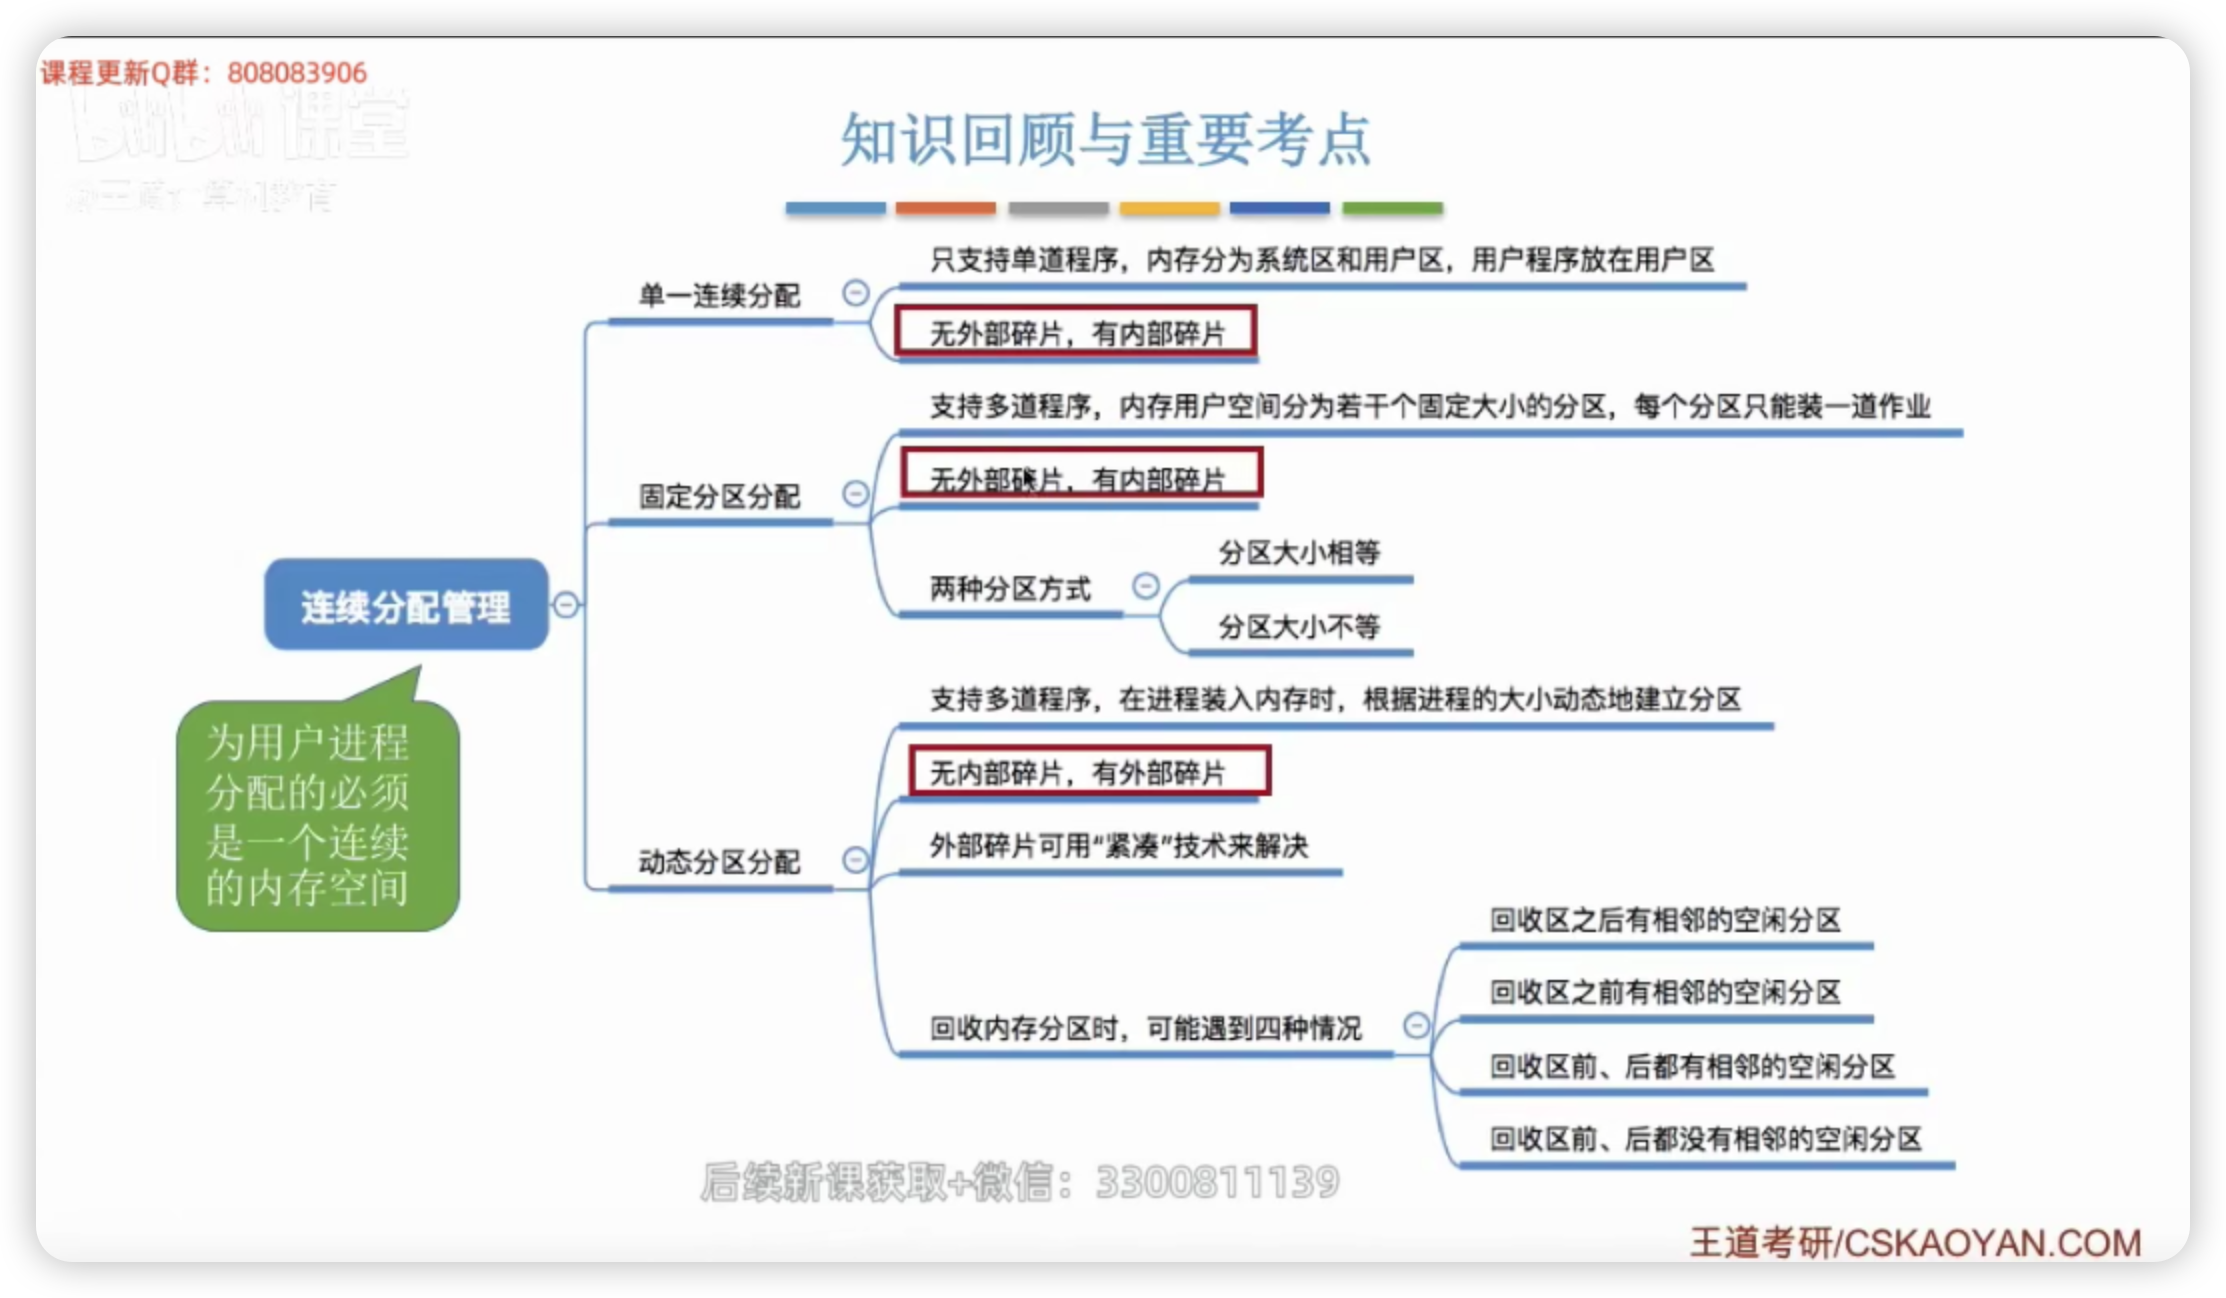 课程更新Q群：808083906
bilibili课堂
知识回顾与重要考点
只支持单道程序，内存分为系统区和用户区，用户程序放在用户区
单一连续分配
无外部碎片，有内部碎片
支持多道程序，内存用户空间分为若干个固定大小的分区，每个分区只能装一道作业
无外部碎片，有内部碎片
固定分区分配
分区大小相等
两种分区方式
分区大小不等
连续分配管理
为用户进程
分配的必须
是一个连续
的内存空间
支持多道程序，在进程装入内存时，根据进程的大小动态地建立分区
无内部碎片，有外部碎片
外部碎片可用“紧凑”技术来解决
动态分区分配
回收区之后有相邻的空闲分区
回收区之前有相邻的空闲分区
回收内存分区时，可能遇到四种情况
回收区前、后都有相邻的空闲分区
回收区前、后都没有相邻的空闲分区
后续新课获取+微信：3300811139
王道考研/CSKAOYAN.COM